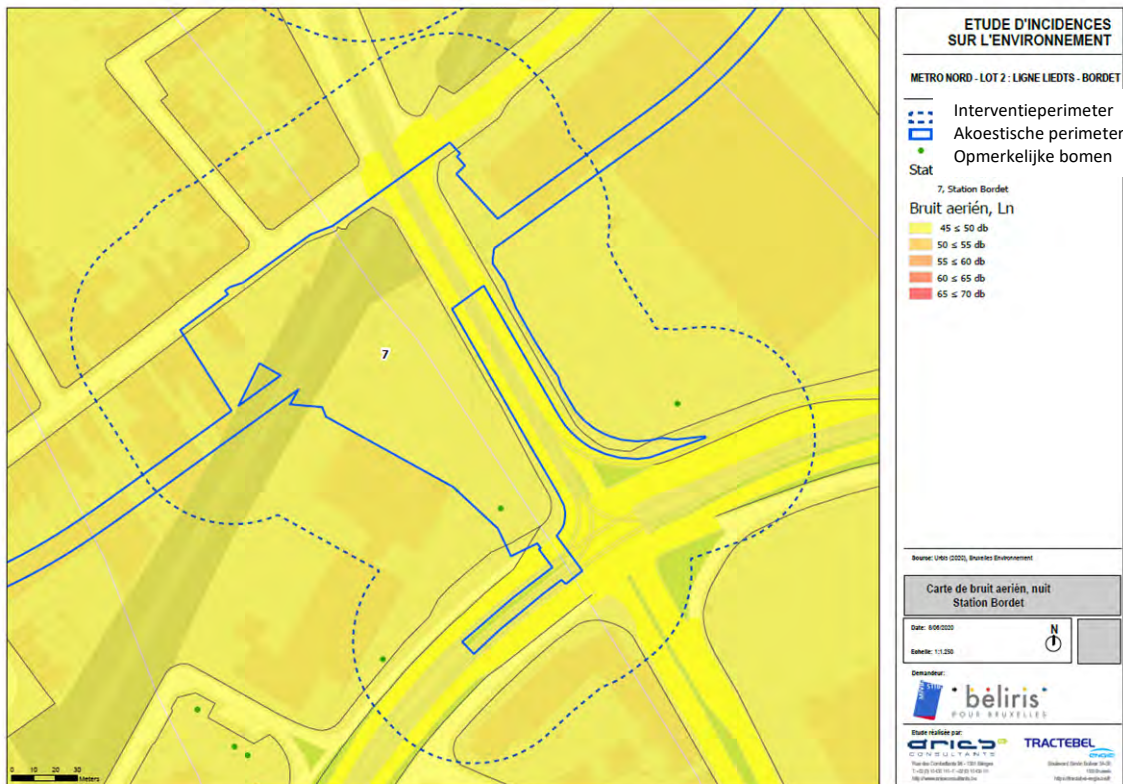 7
0 10 20 30
Meters
ETUDE D'INCIDENCES
SUR L'ENVIRONNEMENT
METRO NORD - LOT 2 : LIGNE LIEDTS - BORDET
Interventieperimeter
Akoestische perimeter
Opmerkelijke bomen
Stat
7, Station Bordet
Bruit aerién, Ln
45 ≤ 50 db
50 ≤ 55 db
55 ≤ 60 db
60 ≤ 65 db
65 ≤ 70 db
Source: Urbis (2020), Bruxelles Environnement
Carte de bruit aerién, nuit
Station Bordet
Date: 6/06/2020
N
Echelle: 1:1.250
Demandeur:
beliris
POUR BRUXELLES
Etude réalisée par:
aries
CONSULTANTS
TRACTEBEL
ENGIE